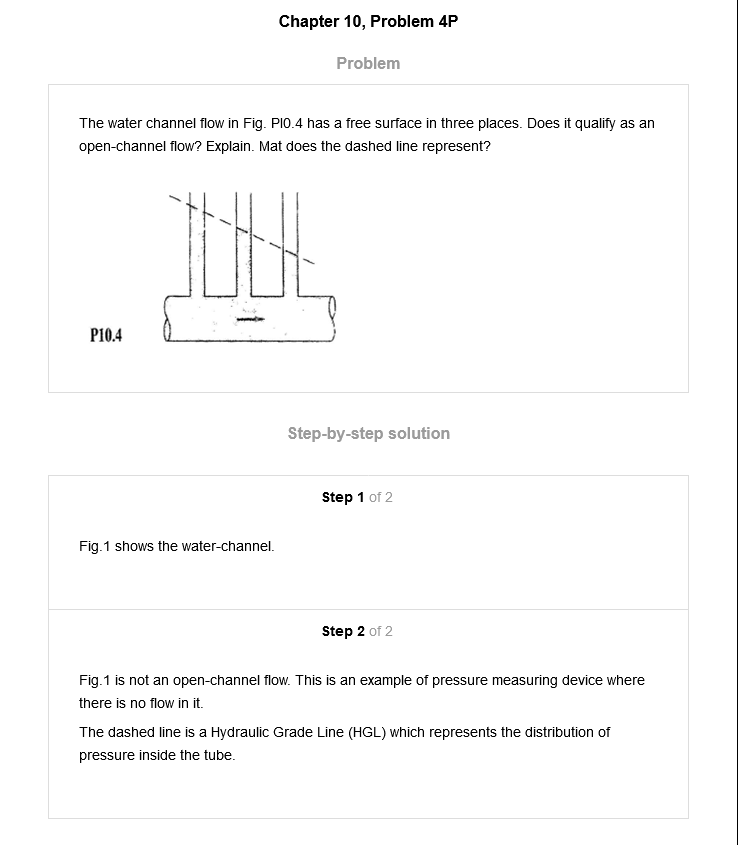 Chapter 10, Problem 4P
Problem
The water channel flow in Fig. PI0.4 has a free surface in three places. Does it qualify as an
open-channel flow? Explain. Mat does the dashed line represent?
P10.4
Step-by-step solution
Step 1 of 2
Fig.1 shows the water-channel.
Step 2 of 2
Fig.1 is not an open-channel flow. This is an example of pressure measuring device where
there is no flow in it.
The dashed line is a Hydraulic Grade Line (HGL) which represents the distribution of
pressure inside the tube.